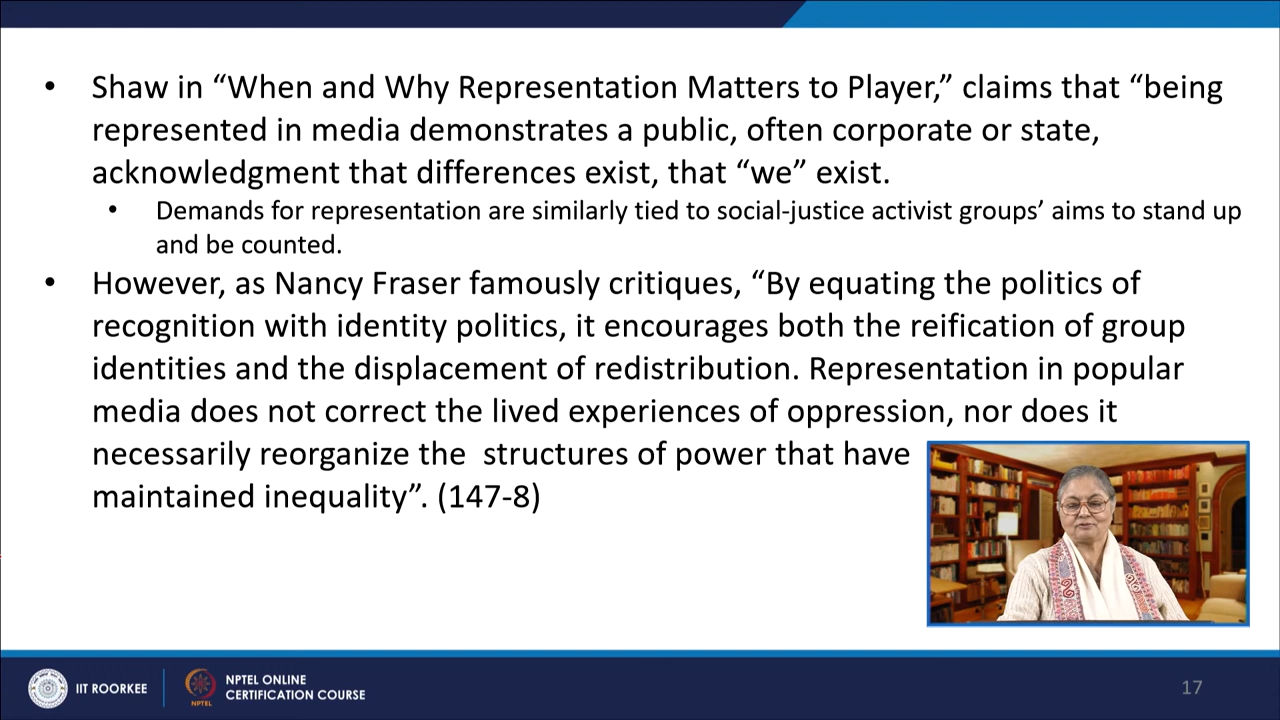 • Shaw in “When and Why Representation Matters to Player,” claims that “being
represented in media demonstrates a public, often corporate or state,
acknowledgment that differences exist, that “we” exist.
• Demands for representation are similarly tied to social-justice activist groups’ aims to stand up
and be counted.
• However, as Nancy Fraser famously critiques, “By equating the politics of
recognition with identity politics, it encourages both the reification of group
identities and the displacement of redistribution. Representation in popular
media does not correct the lived experiences of oppression, nor does it
necessarily reorganize the  structures of power that have
maintained inequality”. (147-8)
IIT ROORKEE
NPTEL
NPTEL ONLINE
CERTIFICATION COURSE
17